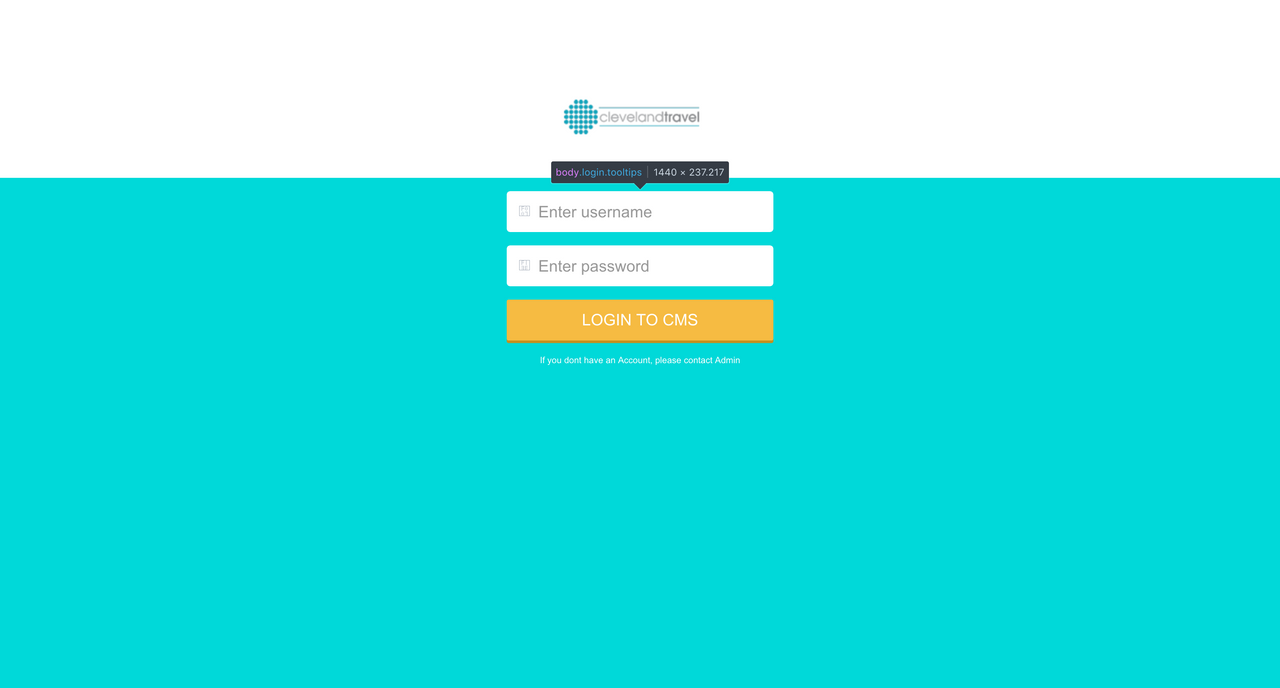 clevelandtravel
body.login.tooltips 1440 × 237.217
Enter username
Enter password
LOGIN TO CMS
If you dont have an Account, please contact Admin